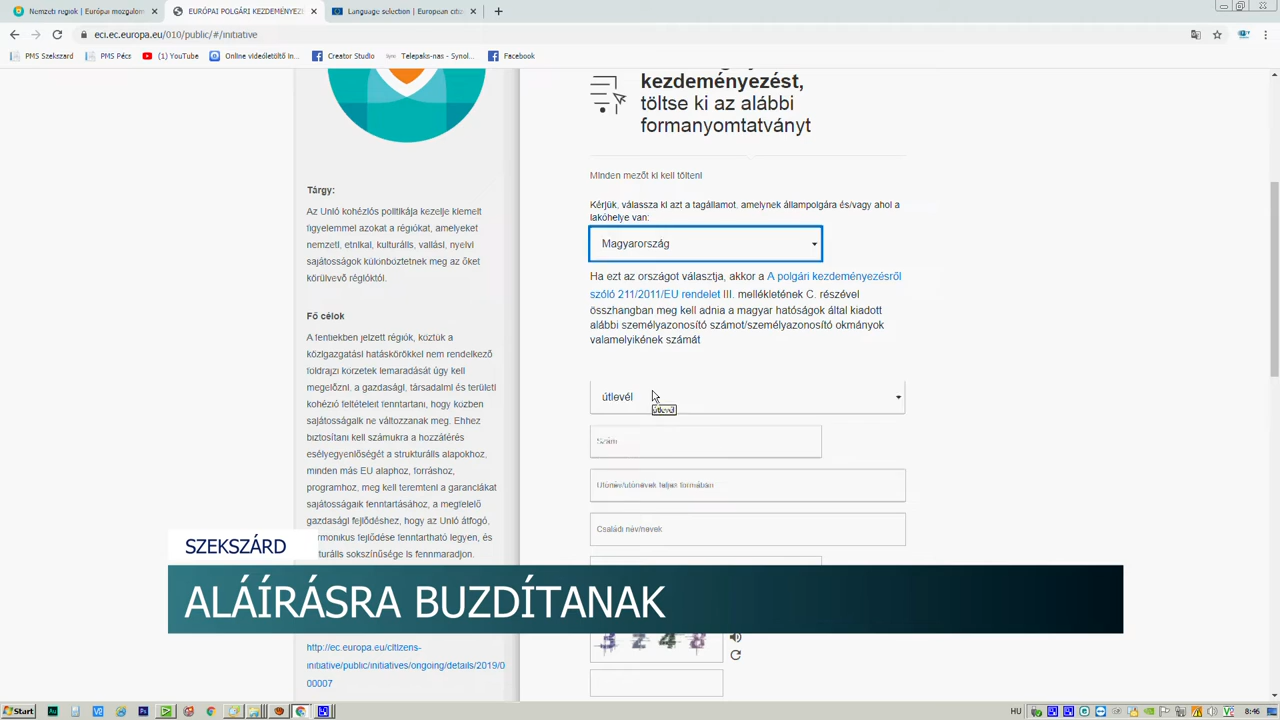 Nemzeti régiók | Európai mozgalom
EURÓPAI POLGÁRI KEZDEMÉNYEZÉ
Language selection | European citiz
eci.ec.europa.eu/010/public/#/initiative
PMS Szekszard
PMS Pécs
(1) YouTube
Online videóletöltő In...
Creator Studio
Telepaks-nas - Synol...
Facebook
Tárgy:
Az Unió kohéziós politikája kezelje kiemelt
figyelemmel azokat a régiókat, amelyeket
nemzeti, etnikai, kulturális, vallási, nyelvi
sajátosságok különböztetnek meg az őket
körülvevő régióktól.
Fő célok
A fentiekben jelzett régiók, köztük a
közigazgatási hatáskörökkel nem rendelkező
földrajzi körzetek lemaradását úgy kell
megelőzni, a gazdasági, társadalmi és területi
kohézió feltételeit fenntartani, hogy közben
sajátosságaik ne változzanak meg. Ehhez
biztosítani kell számukra a hozzáférés
esélyegyenlőségét a strukturális alapokhoz,
minden más EU alaphoz, forráshoz,
programhoz, meg kell teremteni a garanciákat
sajátosságaik fenntartásához, a megfelelő
gazdasági fejlődéshez, hogy az Unió átfogó,
harmonikus fejlődése fenntartható legyen, és
kulturális sokszínűsége is fennmaradjon.
http://ec.europa.eu/citizens-
initiative/public/initiatives/ongoing/details/2019/0
00007
kezdeményezést,
töltse ki az alábbi
formanyomtatványt
Minden mezőt ki kell tölteni
Kérjük, válassza ki azt a tagállamot, amelynek állampolgára és/vagy ahol a
lakóhelye van:
Magyarország
Ha ezt az országot választja, akkor a A polgári kezdeményezésről
szóló 211/2011/EU rendelet III. mellékletének C. részével
összhangban meg kell adnia a magyar hatóságok által kiadott
alábbi személyazonosító számot/személyazonosító okmányok
valamelyikének számát
útlevél
útlevél
Szám
Utónév/utónevek teljes formában
Családi név/nevek
SZEKSZÁRD
ALÁÍRÁSRA BUZDÍTANAK
Start
HU
8:46